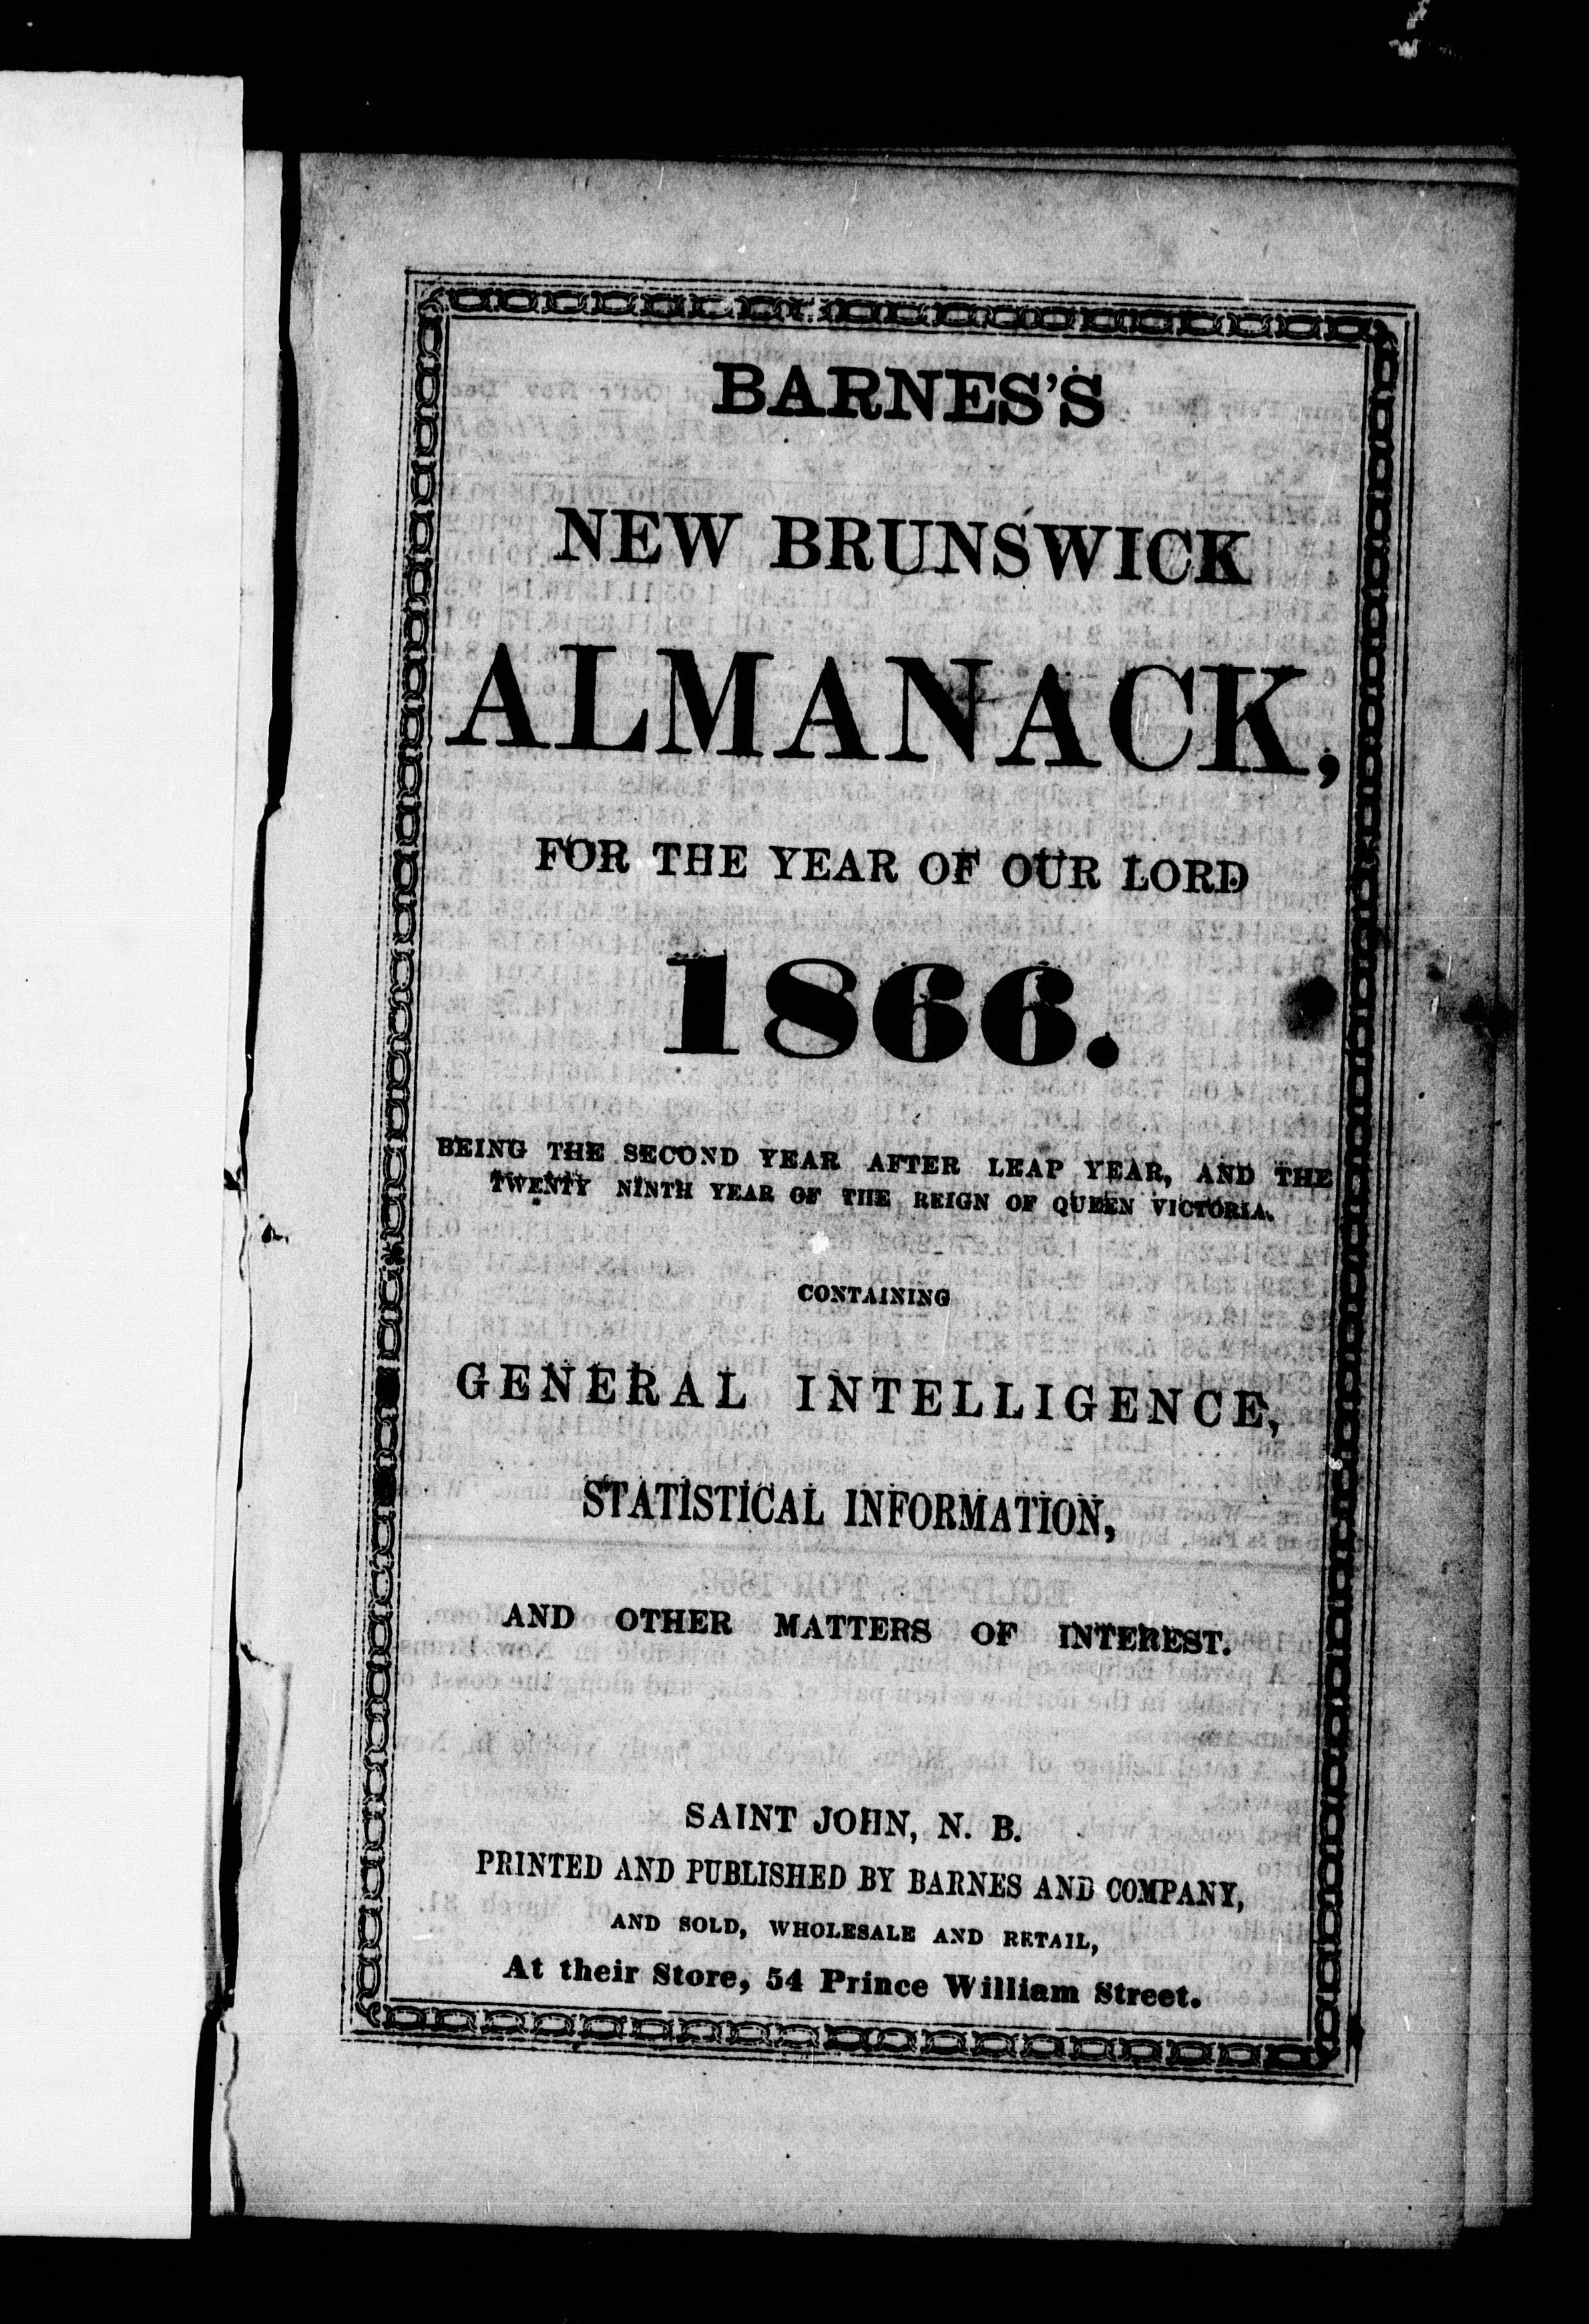 BARNES'S
NEW BRUNSWICK
ALMANACK,
FOR THE YEAR OF OUR LORD
1866.
BEING THE SECOND YEAR AFTER LEAP YEAR, AND THE
TWENTY NINTH YEAR OF THE REIGN OF QUEEN VICTORIA.
CONTAINING
GENERAL INTELLIGENCE,
STATISTICAL INFORMATION,
AND OTHER MATTERS OF INTEREST.
SAINT JOHN, N. B.
PRINTED AND PUBLISHED BY BARNES AND COMPANY,
AND SOLD, WHOLESALE AND RETAIL,
At their Store, 54 Prince William Street.